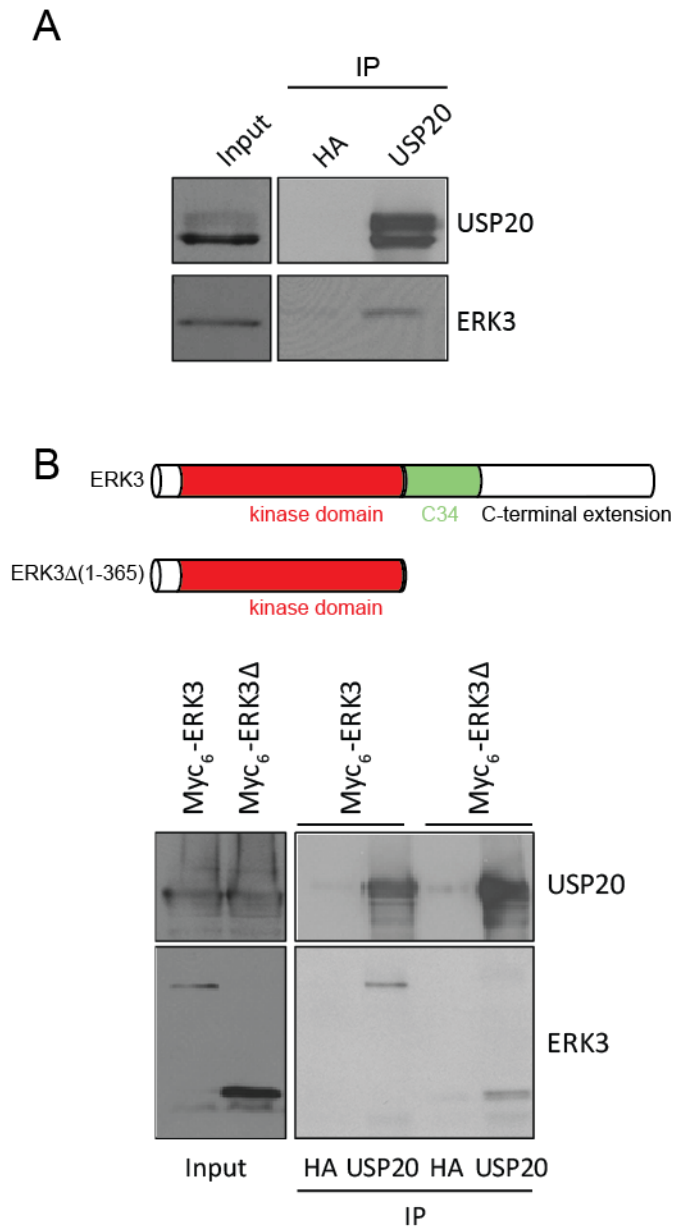 A
IP
Input
HA
USP20
USP20
ERK3
B
ERK3
kinase domain
C34
C-terminal extension
ERK3Δ(1-365)
kinase domain
Myc6-ERK3
Myc6-ERK3Δ
Myc6-ERK3
Myc6-ERK3Δ
USP20
ERK3
Input
HA USP20 HA USP20
IP